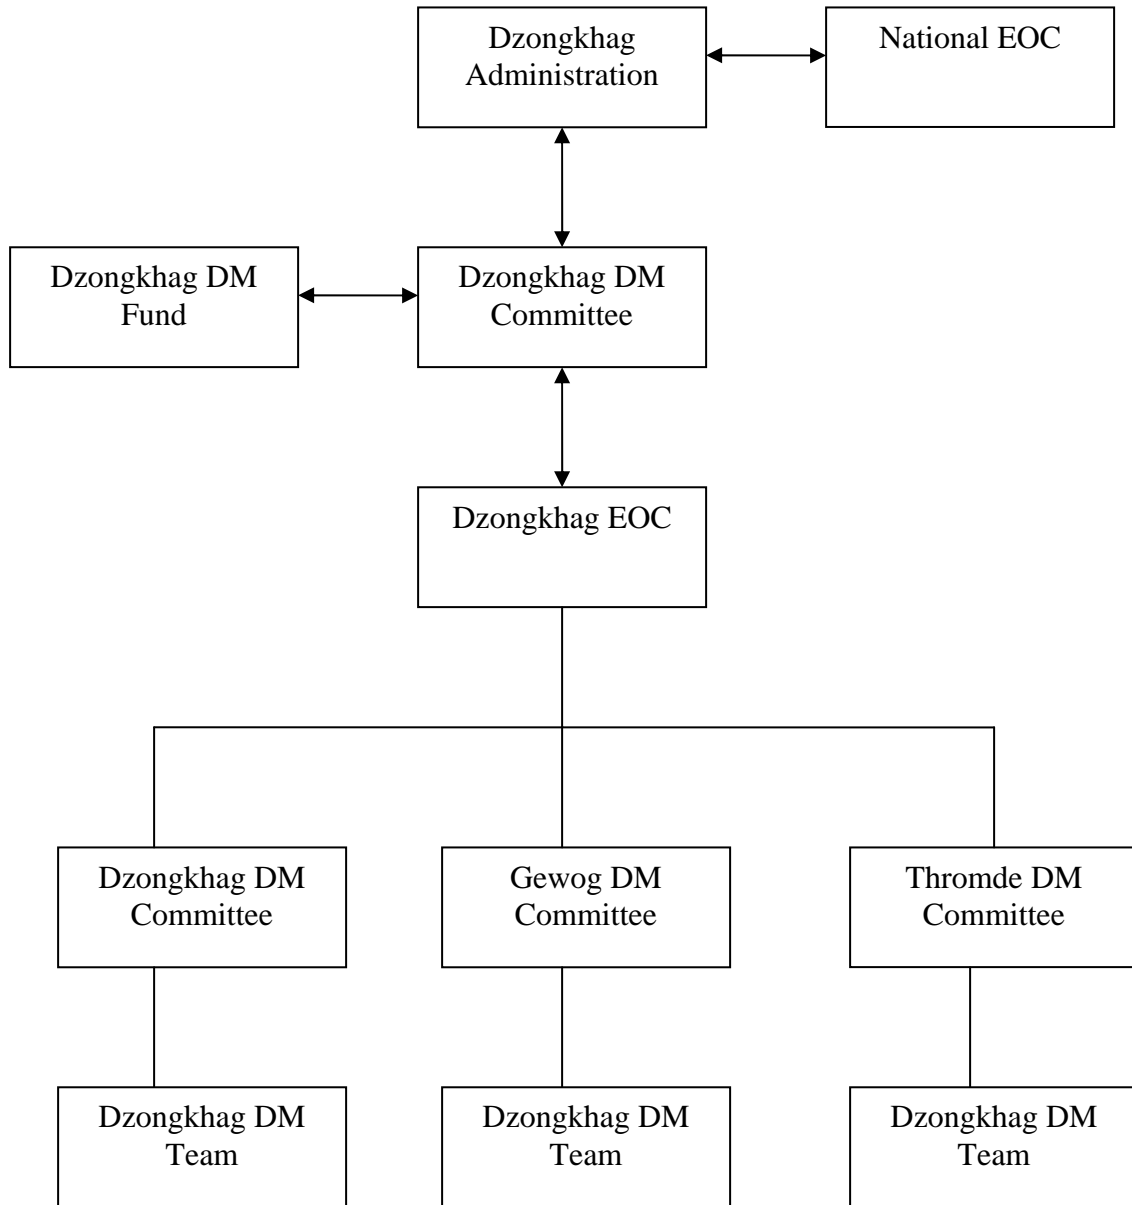 Dzongkhag
Administration
National EOC
Dzongkhag DM
Fund
Dzongkhag DM
Committee
Dzongkhag EOC
Dzongkhag DM
Committee
Gewog DM
Committee
Thromde DM
Committee
Dzongkhag DM
Team
Dzongkhag DM
Team
Dzongkhag DM
Team